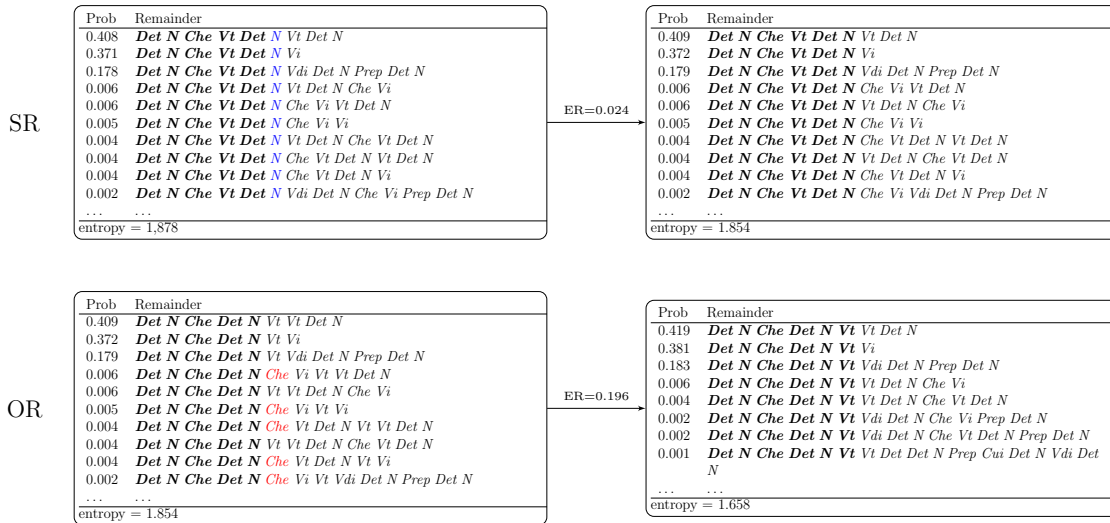 Prob Remainder
0.408 Det N Che Vt Det N Vt Det N
0.371 Det N Che Vt Det N Vi
0.178 Det N Che Vt Det N Vdi Det N Prep Det N
0.006 Det N Che Vt Det N Vt Det N Che Vi
0.006 Det N Che Vt Det N Che Vi Vt Det N
0.005 Det N Che Vt Det N Che Vi Vi
0.004 Det N Che Vt Det N Vt Det N Che Vt Det N
0.004 Det N Che Vt Det N Che Vt Det N Vt Det N
0.004 Det N Che Vt Det N Che Vt Det N Vi
0.002 Det N Che Vt Det N Vdi Det N Che Vi Prep Det N
... ...
entropy = 1,878
SR
ER=0.024
Prob Remainder
0.409 Det N Che Vt Det N Vt Det N
0.372 Det N Che Vt Det N Vi
0.179 Det N Che Vt Det N Vdi Det N Prep Det N
0.006 Det N Che Vt Det N Che Vi Vt Det N
0.006 Det N Che Vt Det N Vt Det N Che Vi
0.005 Det N Che Vt Det N Che Vi Vi
0.004 Det N Che Vt Det N Che Vt Det N Vt Det N
0.004 Det N Che Vt Det N Vt Det N Che Vt Det N
0.004 Det N Che Vt Det N Che Vt Det N Vi
0.002 Det N Che Vt Det N Che Vi Vdi Det N Prep Det N
... ...
entropy = 1.854
Prob Remainder
0.409 Det N Che Det N Vt Vt Det N
0.372 Det N Che Det N Vt Vi
0.179 Det N Che Det N Vt Vdi Det N Prep Det N
0.006 Det N Che Det N Che Vi Vt Vt Det N
0.006 Det N Che Det N Vt Vt Det N Che Vi
0.005 Det N Che Det N Che Vi Vt Vi
0.004 Det N Che Det N Che Vt Det N Vt Vt Det N
0.004 Det N Che Det N Vt Vt Det N Che Vt Det N
0.004 Det N Che Det N Che Vt Det N Vt Vi
0.002 Det N Che Det N Che Vi Vt Vdi Det N Prep Det N
... ...
entropy = 1.854
OR
ER=0.196
Prob Remainder
0.419 Det N Che Det N Vt Vt Det N
0.381 Det N Che Det N Vt Vi
0.183 Det N Che Det N Vt Vdi Det N Prep Det N
0.006 Det N Che Det N Vt Vt Det N Che Vi
0.004 Det N Che Det N Vt Vt Det N Che Vt Det N
0.002 Det N Che Det N Vt Vdi Det N Che Vi Prep Det N
0.002 Det N Che Det N Vt Vdi Det N Che Vt Det N Prep Det N
0.001 Det N Che Det N Vt Vt Det Det N Prep Cui Det N Vdi Det
N
... ...
entropy = 1.658